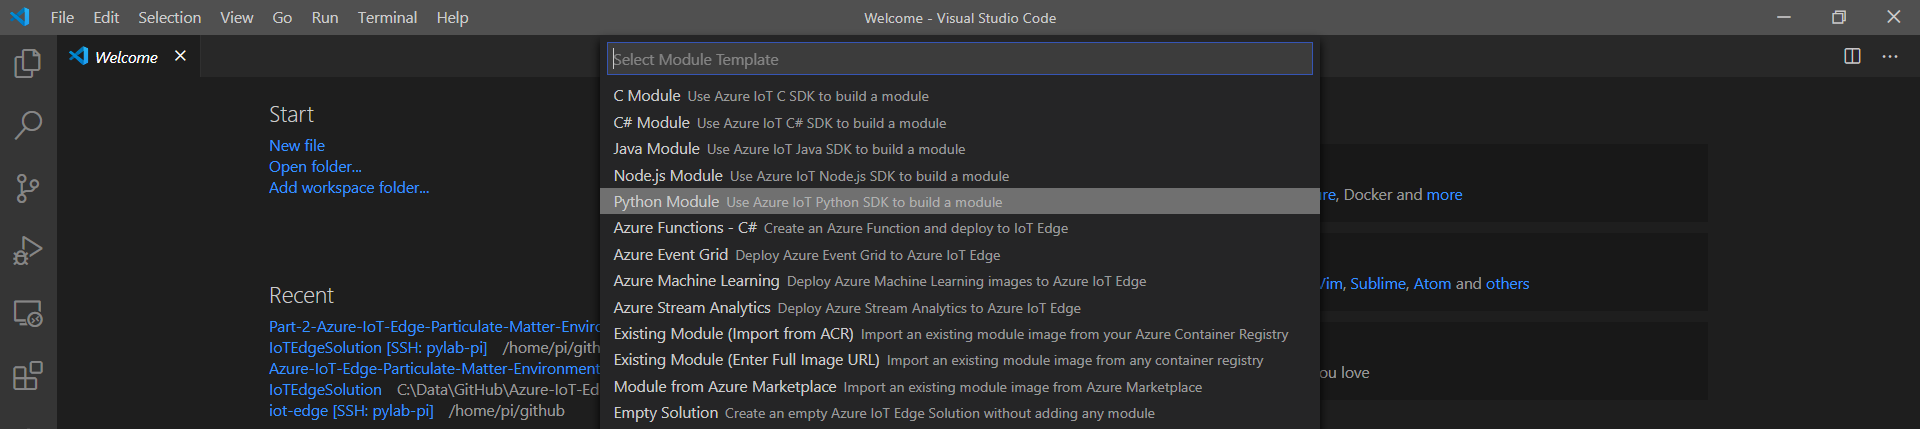 File Edit Selection View Go Run Terminal Help
Welcome - Visual Studio Code
Welcome
Select Module Template
C Module Use Azure IoT C SDK to build a module
C# Module Use Azure IoT C# SDK to build a module
Java Module Use Azure IoT Java SDK to build a module
Node.js Module Use Azure IoT Node.js SDK to build a module
Python Module Use Azure IoT Python SDK to build a module
Azure Functions - C# Create an Azure Function and deploy to IoT Edge
Azure Event Grid Deploy Azure Event Grid to Azure IoT Edge
Azure Machine Learning Deploy Azure Machine Learning images to Azure IoT Edge
Azure Stream Analytics Deploy Azure Stream Analytics to Azure IoT Edge
Existing Module (Import from ACR) Import an existing module image from your Azure Container Registry
Existing Module (Enter Full Image URL) Import an existing module image from any container registry
Module from Azure Marketplace Import an existing module image from Azure Marketplace
Empty Solution Create an empty Azure IoT Edge Solution without adding any module
Start
New file
Open folder...
Add workspace folder...
Recent
Part-2-Azure-IoT-Edge-Particulate-Matter-Enviro
IoTEdgeSolution [SSH: pylab-pi] /home/pi/gith
Azure-IoT-Edge-Particulate-Matter-Environment
IoTEdgeSolution C:\Data\GitHub\Azure-IoT-Ed
iot-edge [SSH: pylab-pi] /home/pi/github
re, Docker and more
Vim, Sublime, Atom and others
ou love